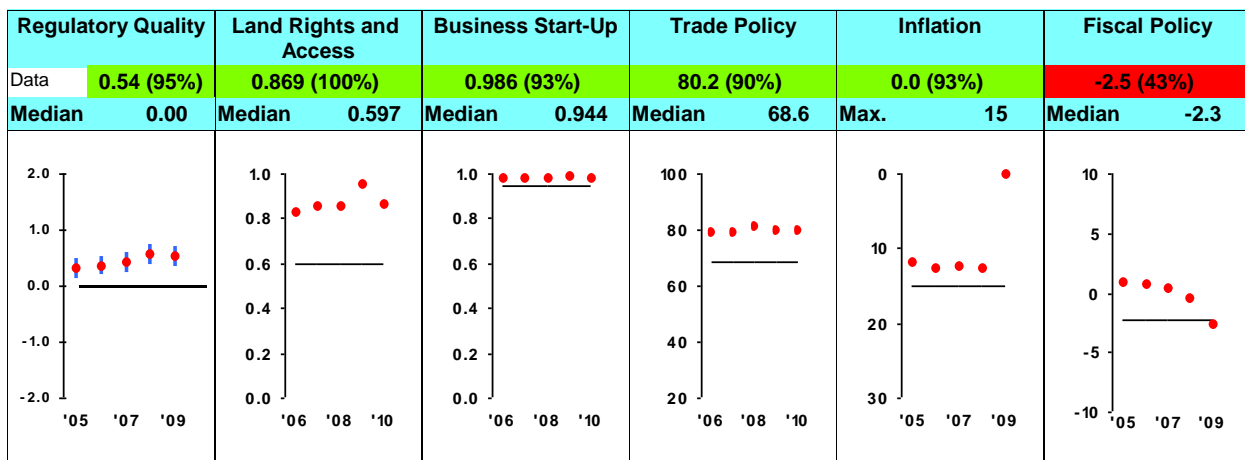 Regulatory Quality
Land Rights and
Access
Business Start-Up
Trade Policy
Inflation
Fiscal Policy
Data 0.54 (95%)
0.869 (100%)
0.986 (93%)
80.2 (90%)
0.0 (93%)
-2.5 (43%)
Median 0.00
Median 0.597
Median 0.944
Median 68.6
Max. 15
Median -2.3
2.0
1.0
0.0
-1.0
-2.0
'05 '07 '09
1.0
0.8
0.6
0.4
0.2
0.0
'06 '08 '10
1.0
0.8
0.6
0.4
0.2
0.0
'06 '08 '10
100
80
60
40
20
'06 '08 '10
0
10
20
30
'05 '07 '09
10
5
0
-5
-10
'05 '07 '09